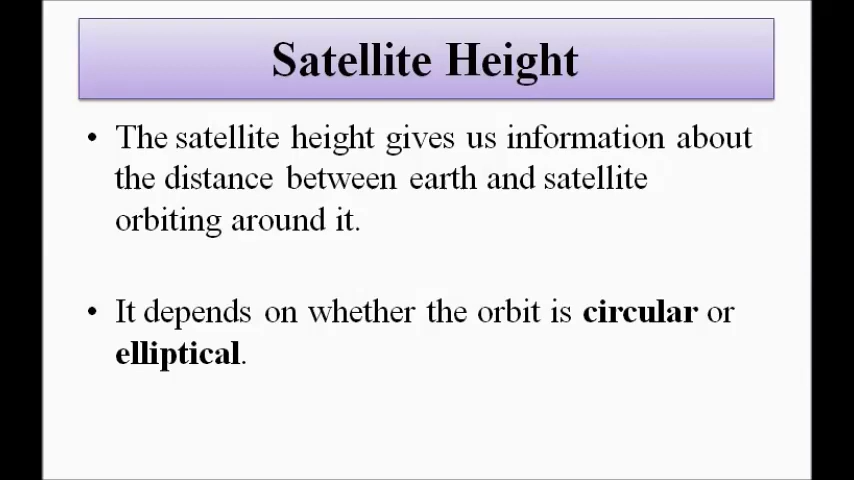 Satellite Height
• The satellite height gives us information about
the distance between earth and satellite
orbiting around it.
• It depends on whether the orbit is circular or
elliptical.